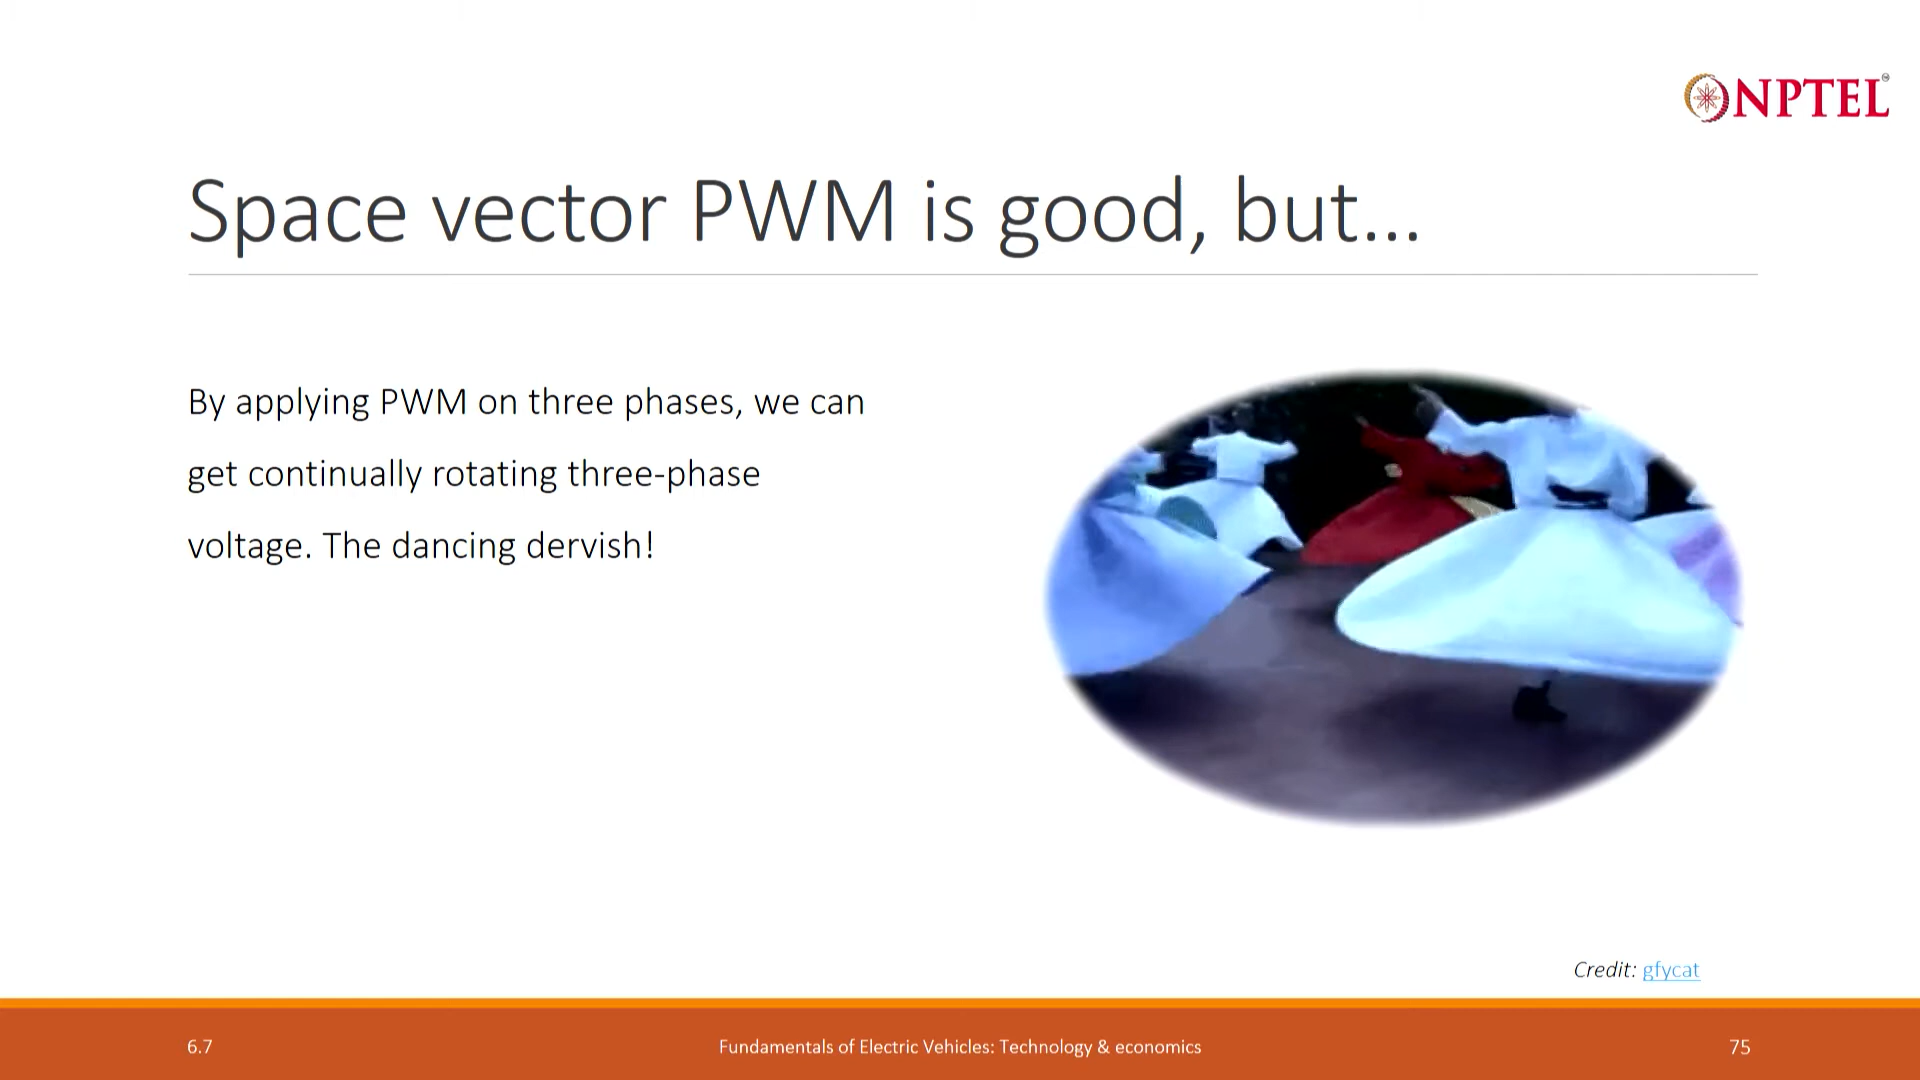 NPTEL
Space vector PWM is good, but...
By applying PWM on three phases, we can
get continually rotating three-phase
voltage. The dancing dervish!
Credit: gfycat
6.7
Fundamentals of Electric Vehicles: Technology & economics
75